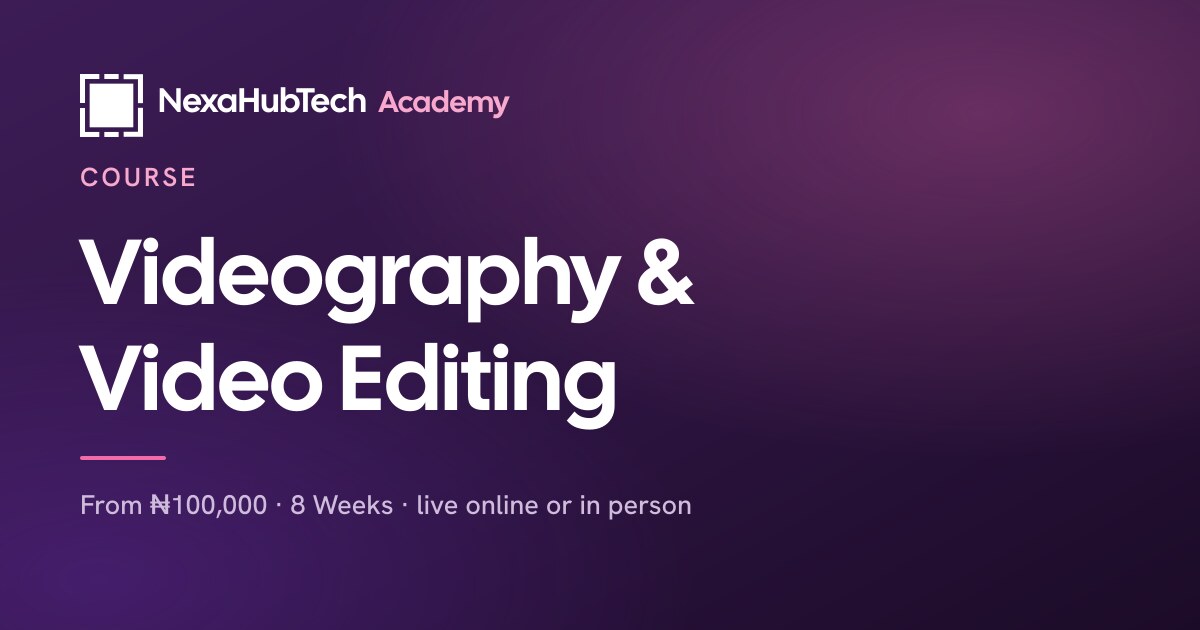 NexaHubTech Academy
COURSE
Videography &
Video Editing
From ₦100,000 · 8 Weeks · live online or in person